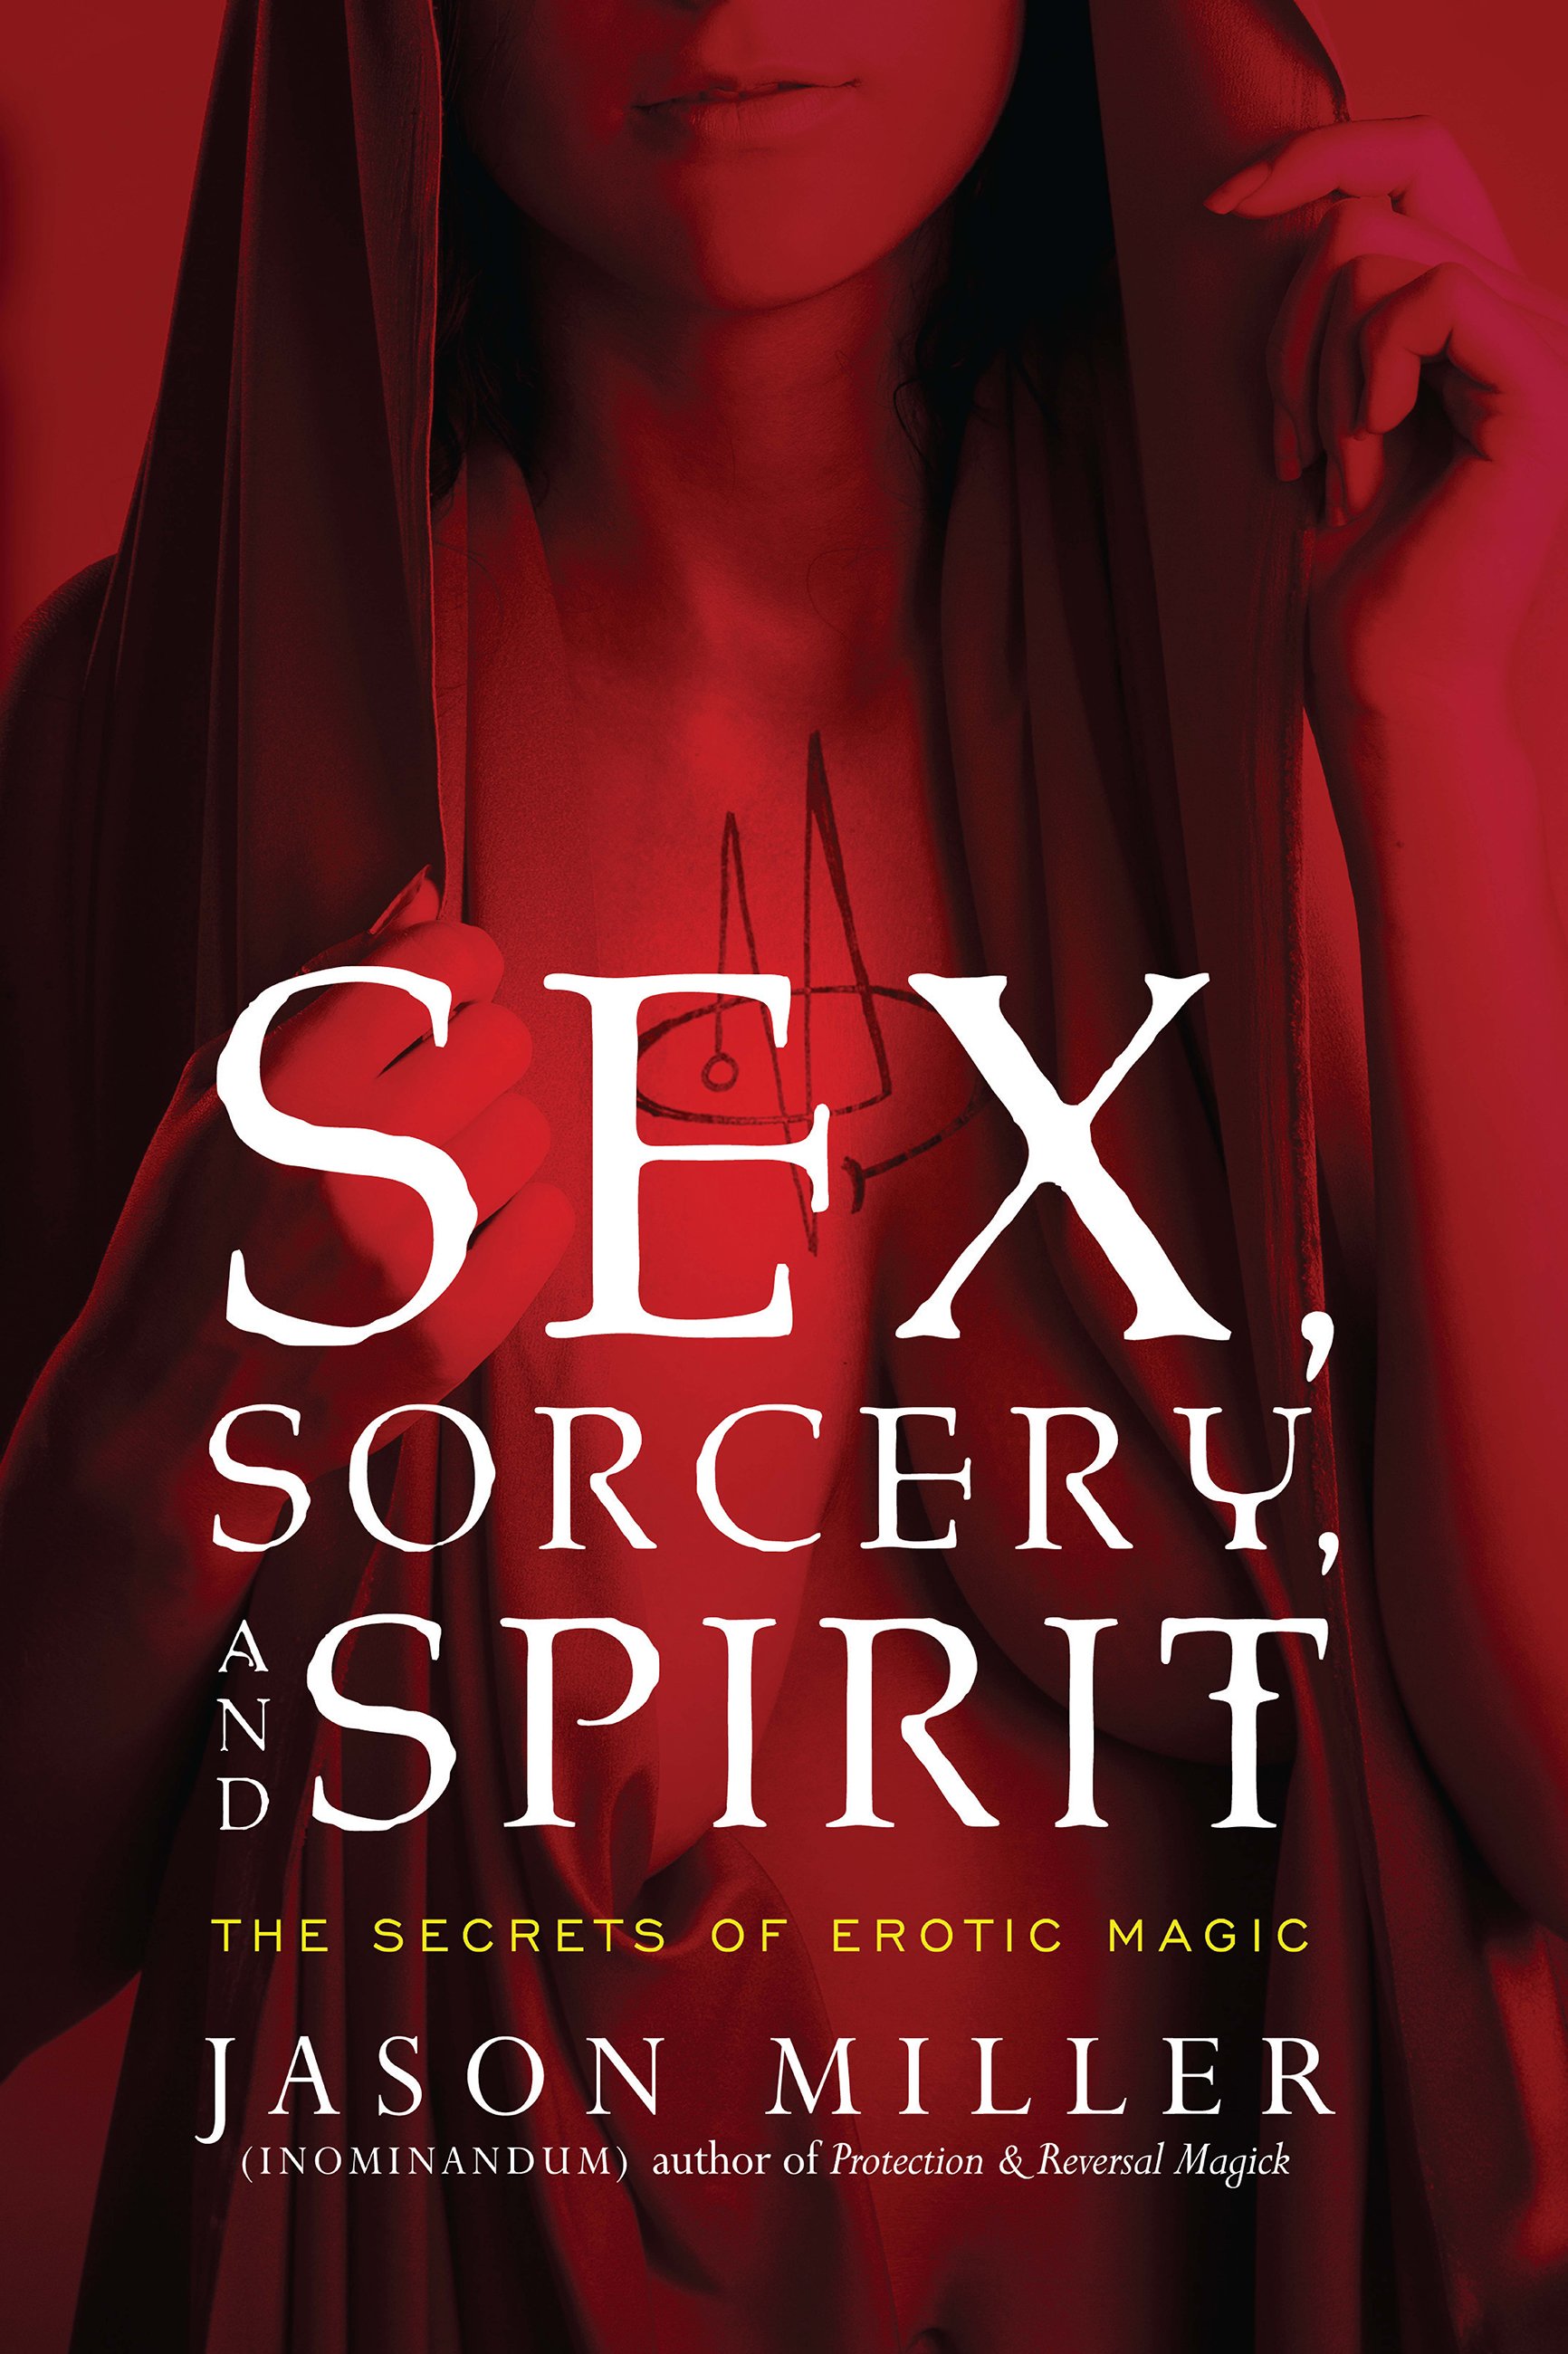 SEX,
SORCERY,
AND SPIRIT
THE SECRETS OF EROTIC MAGIC
JASON MILLER
(INOMINANDUM) author of Protection & Reversal Magick